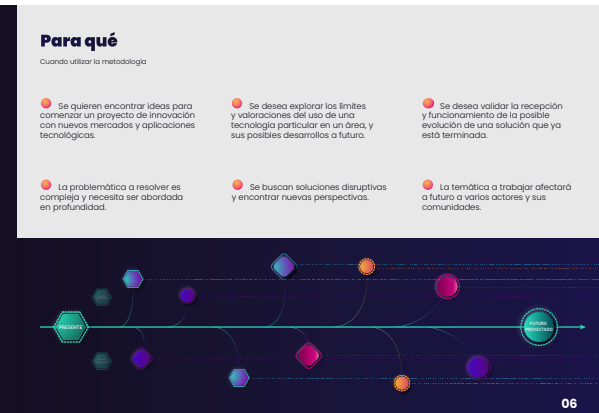 Para qué
Cuando utilizar la metodología
Se quieren encontrar ideas para
comenzar un proyecto de innovación
con nuevos mercados y aplicaciones
tecnológicas.
Se desea explorar los límites
y valoraciones del uso de una
tecnología particular en un área, y
sus posibles desarrollos a futuro.
Se desea validar la recepción
y funcionamiento de la posible
evolución de una solución que ya
está terminada.
La problemática a resolver es
compleja y necesita ser abordada
en profundidad.
Se buscan soluciones disruptivas
y encontrar nuevas perspectivas.
La temática a trabajar afectará
a futuro a varios actores y sus
comunidades.
PRESENTE
FUTURO
PROYECTADO
06